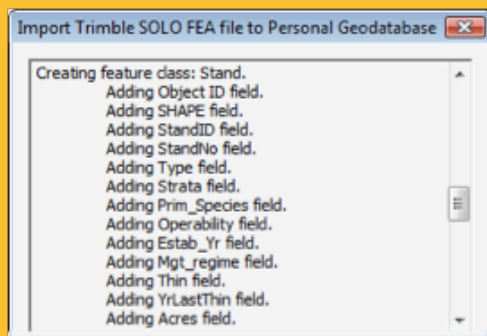 Import Trimble SOLO FEA file to Personal Geodatabase
Creating feature class: Stand.
Adding Object ID field.
Adding SHAPE field.
Adding StandID field.
Adding StandNo field.
Adding Type field.
Adding Strata field.
Adding Prim_Species field.
Adding Operability field.
Adding Estab_Yr field.
Adding Mgt_regime field.
Adding Thin field.
Adding YrLastThin field.
Adding Acres field.